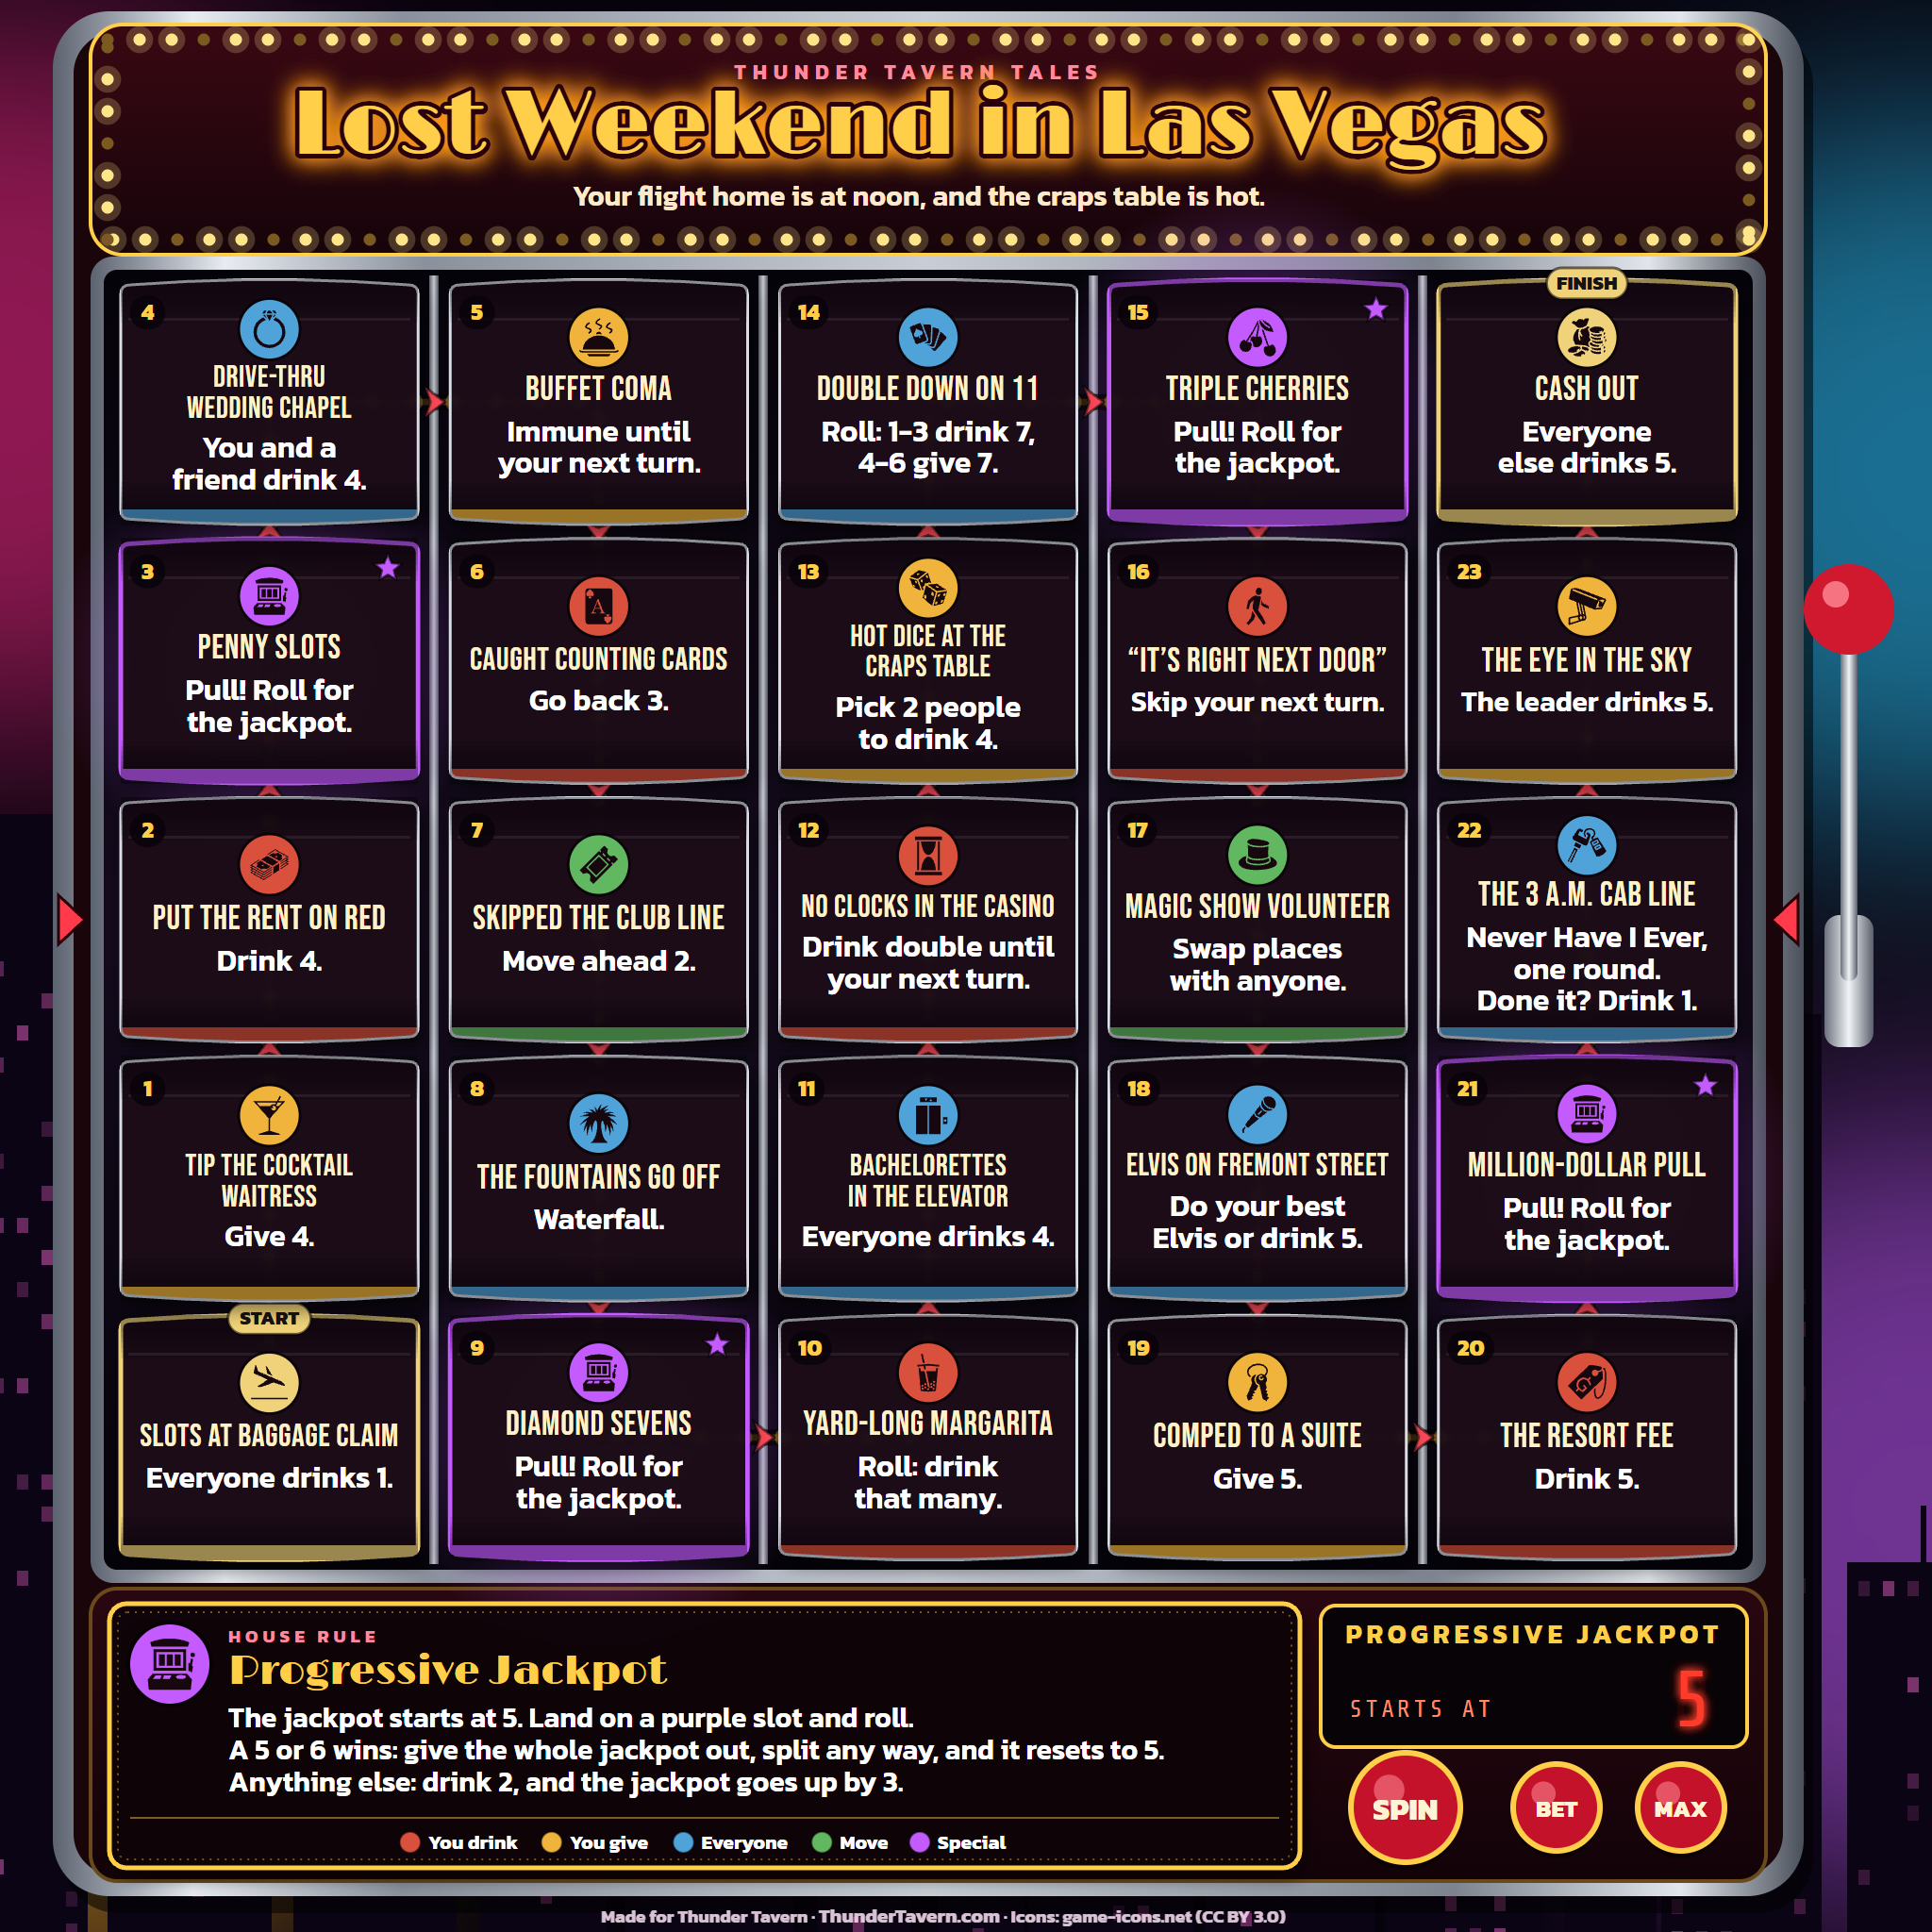 THUNDER TAVERN TALES
Lost Weekend in Las Vegas
Your flight home is at noon, and the craps table is hot.
4
DRIVE-THRU
WEDDING CHAPEL
You and a
friend drink 4.
5
BUFFET COMA
Immune until
your next turn.
14
DOUBLE DOWN ON 11
Roll: 1–3 drink 7,
4–6 give 7.
15
TRIPLE CHERRIES
Pull! Roll for
the jackpot.
FINISH
CASH OUT
Everyone
else drinks 5.
3
PENNY SLOTS
Pull! Roll for
the jackpot.
6
A
CAUGHT COUNTING CARDS
Go back 3.
13
HOT DICE AT THE
CRAPS TABLE
Pick 2 people
to drink 4.
16
“IT’S RIGHT NEXT DOOR”
Skip your next turn.
23
THE EYE IN THE SKY
The leader drinks 5.
2
PUT THE RENT ON RED
Drink 4.
7
SKIPPED THE CLUB LINE
Move ahead 2.
12
NO CLOCKS IN THE CASINO
Drink double until
your next turn.
17
MAGIC SHOW VOLUNTEER
Swap places
with anyone.
22
THE 3 A.M. CAB LINE
Never Have I Ever,
one round.
Done it? Drink 1.
1
TIP THE COCKTAIL
WAITRESS
Give 4.
8
THE FOUNTAINS GO OFF
Waterfall.
11
BACHELORETTES
IN THE ELEVATOR
Everyone drinks 4.
18
ELVIS ON FREMONT STREET
Do your best
Elvis or drink 5.
21
MILLION-DOLLAR PULL
Pull! Roll for
the jackpot.
START
SLOTS AT BAGGAGE CLAIM
Everyone drinks 1.
9
DIAMOND SEVENS
Pull! Roll for
the jackpot.
10
YARD-LONG MARGARITA
Roll: drink
that many.
19
COMPED TO A SUITE
Give 5.
20
THE RESORT FEE
Drink 5.
HOUSE RULE
Progressive Jackpot
The jackpot starts at 5. Land on a purple slot and roll.
A 5 or 6 wins: give the whole jackpot out, split any way, and it resets to 5.
Anything else: drink 2, and the jackpot goes up by 3.
You drink You give Everyone Move Special
PROGRESSIVE JACKPOT
STARTS AT 5
SPIN BET MAX
Made for Thunder Tavern · ThunderTavern.com · Icons: game-icons.net (CC BY 3.0)